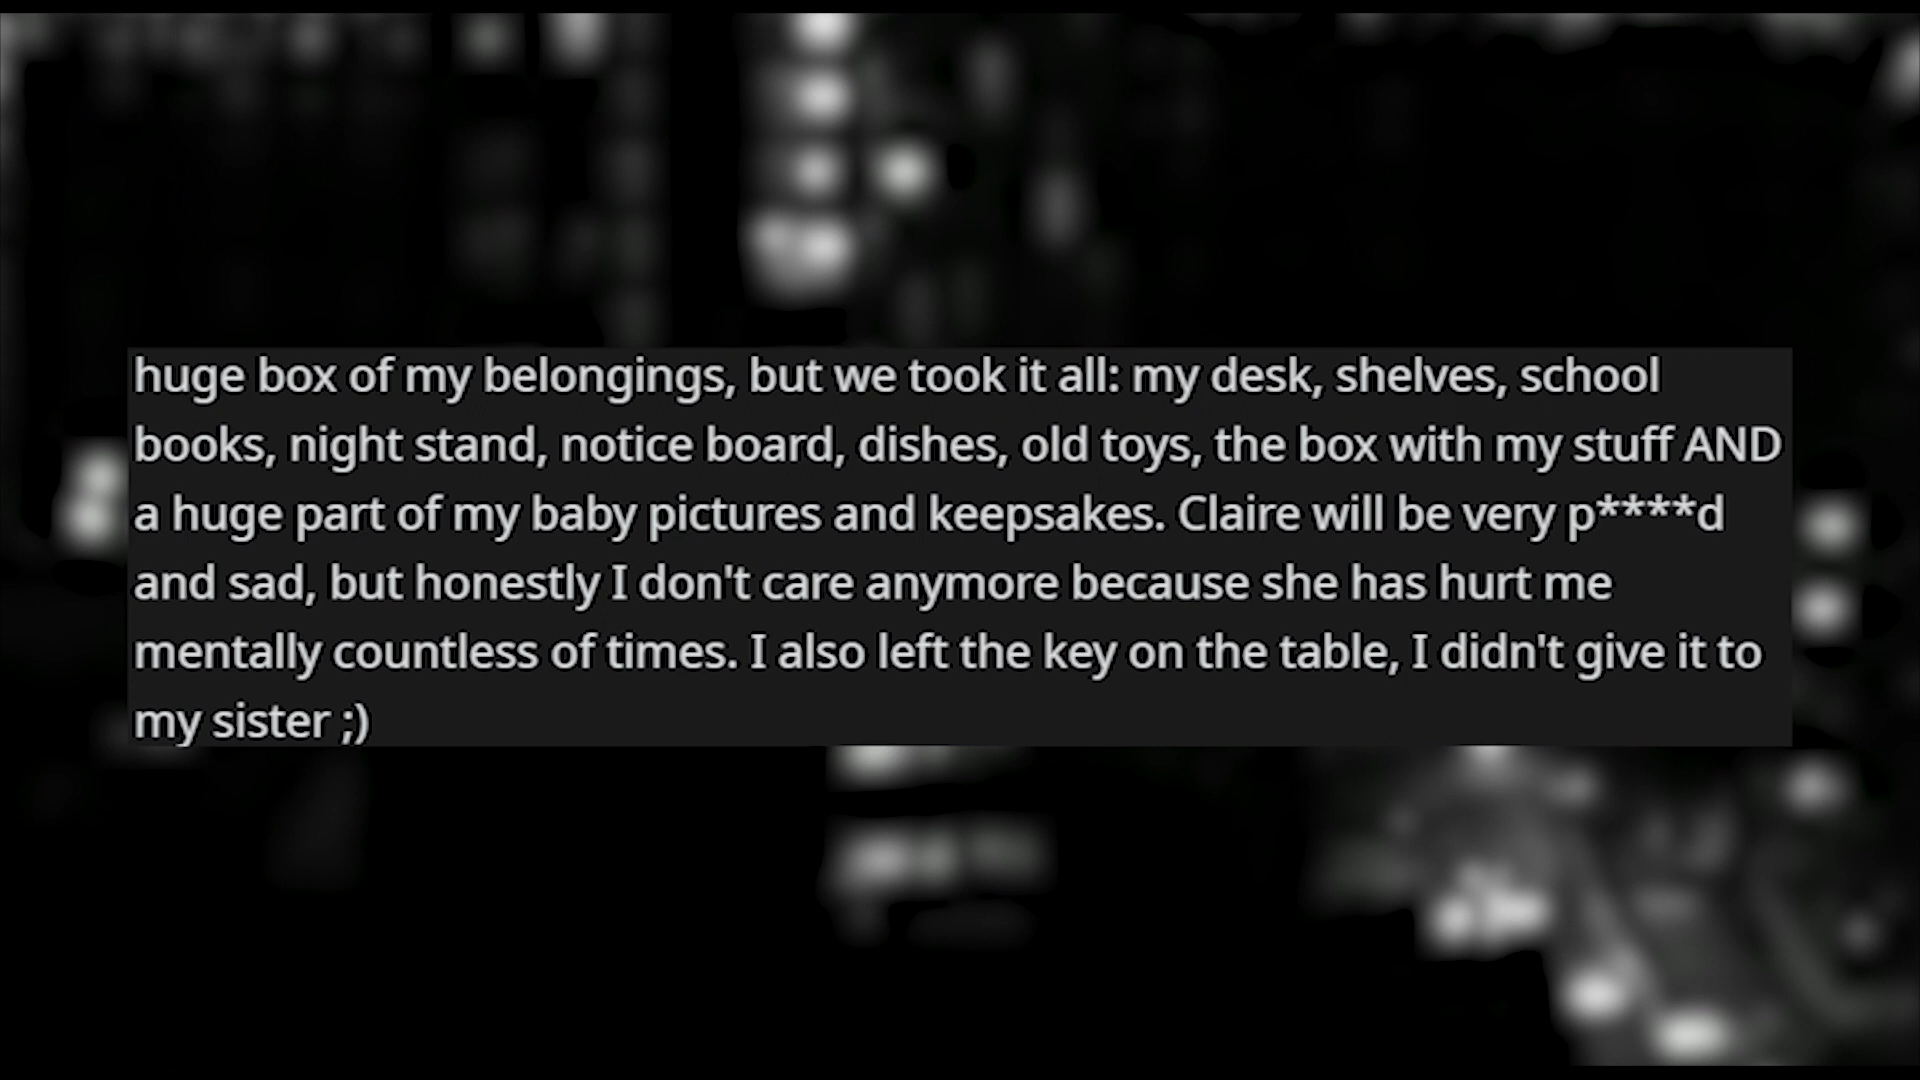 huge box of my belongings, but we took it all: my desk, shelves, school
books, night stand, notice board, dishes, old toys, the box with my stuff AND
a huge part of my baby pictures and keepsakes. Claire will be very p****d
and sad, but honestly I don't care anymore because she has hurt me
mentally countless of times. I also left the key on the table, I didn't give it to
my sister ;)